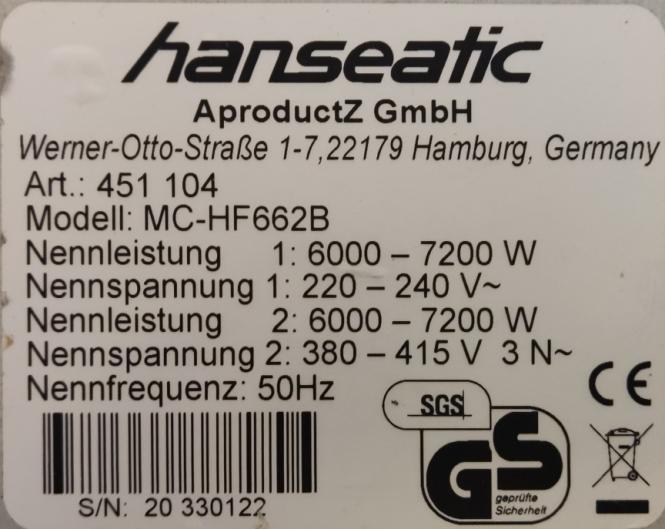 hanseatic
AproductZ GmbH
Werner-Otto-Straße 1-7,22179 Hamburg, Germany
Art.: 451 104
Modell: MC-HF662B
Nennleistung 1: 6000 – 7200 W
Nennspannung 1: 220 – 240 V~
Nennleistung 2: 6000 – 7200 W
Nennspannung 2: 380 – 415 V 3 N~
Nennfrequenz: 50Hz
CE
SGS
GS
geprüfte
Sicherheit
S/N: 20 330122